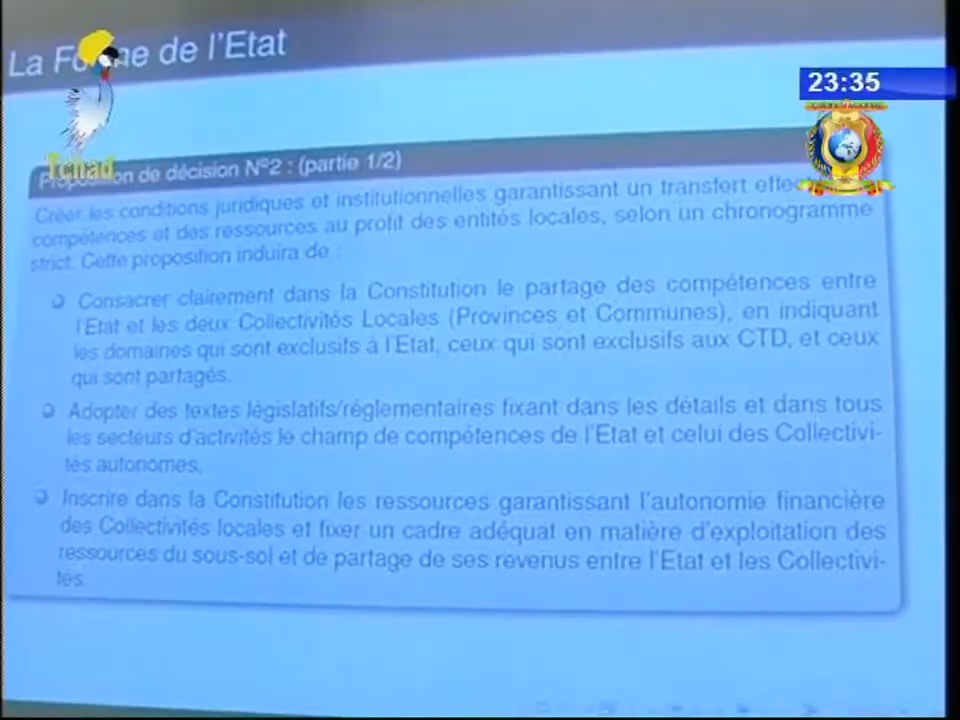 La Forme de l'Etat
23:35
Tchad
Proposition de décision N°2 : (partie 1/2)
Créer les conditions juridiques et institutionnelles garantissant un transfert
compétences et des ressources au profit des entités locales, selon un chronogramme
strict. Cette proposition induira de :
Consacrer clairement dans la Constitution le partage des compétences entre
l'Etat et les deux Collectivités Locales (Provinces et Communes), en indiquant
les domaines qui sont exclusifs à l'Etat, ceux qui sont exclusifs aux CTD, et ceux
qui sont partagés.
Adopter des textes législatifs/réglementaires fixant dans les détails et dans tous
les secteurs d'activités le champ de compétences de l'Etat et celui des Collectivi-
tés autonomes.
Inscrire dans la Constitution les ressources garantissant l'autonomie financière
des Collectivités locales et fixer un cadre adéquat en matière d'exploitation des
ressources du sous-sol et de partage de ses revenus entre l'Etat et les Collectivi-
tés.